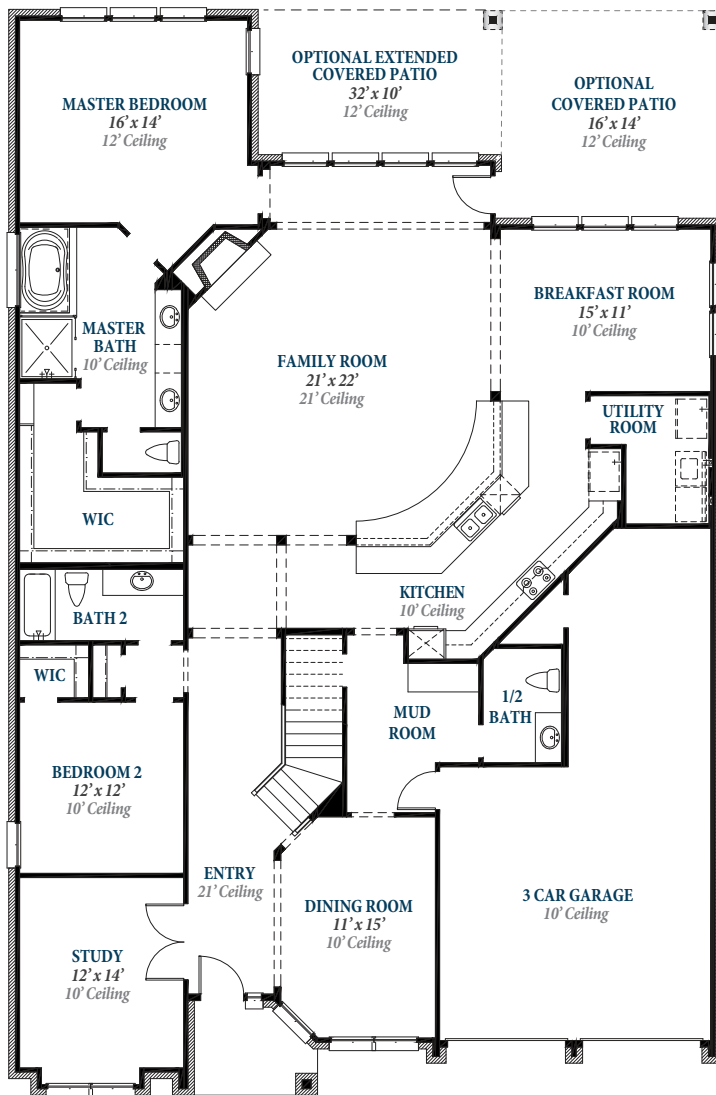 OPTIONAL EXTENDED
COVERED PATIO
32’ x 10’
12’ Ceiling
OPTIONAL
COVERED PATIO
16’ x 14’
12’ Ceiling
MASTER BEDROOM
16’ x 14’
12’ Ceiling
BREAKFAST ROOM
15’ x 11’
10’ Ceiling
MASTER
BATH
10’ Ceiling
FAMILY ROOM
21’ x 22’
21’ Ceiling
UTILITY
ROOM
WIC
KITCHEN
10’ Ceiling
BATH 2
WIC
1/2
BATH
MUD
ROOM
BEDROOM 2
12’ x 12’
10’ Ceiling
ENTRY
21’ Ceiling
DINING ROOM
11’ x 15’
10’ Ceiling
3 CAR GARAGE
10’ Ceiling
STUDY
12’ x 14’
10’ Ceiling